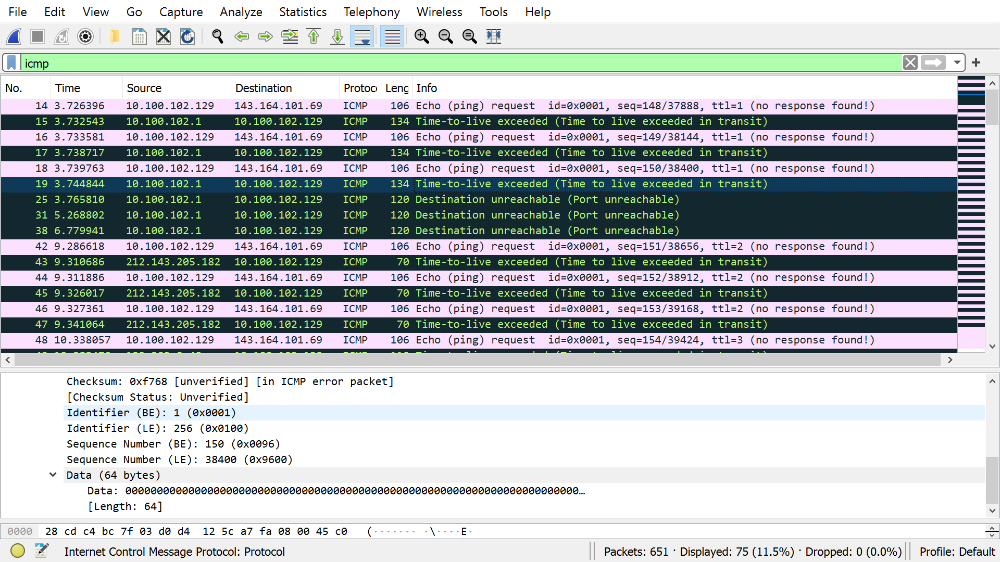 File Edit View Go Capture Analyze Statistics Telephony Wireless Tools Help
icmp
No. Time Source Destination Protoc Leng Info
14 3.726396 10.100.102.129 143.164.101.69 ICMP 106 Echo (ping) request id=0x0001, seq=148/37888, ttl=1 (no response found!)
15 3.732543 10.100.102.1 10.100.102.129 ICMP 134 Time-to-live exceeded (Time to live exceeded in transit)
16 3.733581 10.100.102.129 143.164.101.69 ICMP 106 Echo (ping) request id=0x0001, seq=149/38144, ttl=1 (no response found!)
17 3.738717 10.100.102.1 10.100.102.129 ICMP 134 Time-to-live exceeded (Time to live exceeded in transit)
18 3.739763 10.100.102.129 143.164.101.69 ICMP 106 Echo (ping) request id=0x0001, seq=150/38400, ttl=1 (no response found!)
19 3.744844 10.100.102.1 10.100.102.129 ICMP 134 Time-to-live exceeded (Time to live exceeded in transit)
25 3.765810 10.100.102.1 10.100.102.129 ICMP 120 Destination unreachable (Port unreachable)
31 5.268802 10.100.102.1 10.100.102.129 ICMP 120 Destination unreachable (Port unreachable)
38 6.779941 10.100.102.1 10.100.102.129 ICMP 120 Destination unreachable (Port unreachable)
42 9.286618 10.100.102.129 143.164.101.69 ICMP 106 Echo (ping) request id=0x0001, seq=151/38656, ttl=2 (no response found!)
43 9.310686 212.143.205.182 10.100.102.129 ICMP 70 Time-to-live exceeded (Time to live exceeded in transit)
44 9.311886 10.100.102.129 143.164.101.69 ICMP 106 Echo (ping) request id=0x0001, seq=152/38912, ttl=2 (no response found!)
45 9.326017 212.143.205.182 10.100.102.129 ICMP 70 Time-to-live exceeded (Time to live exceeded in transit)
46 9.327361 10.100.102.129 143.164.101.69 ICMP 106 Echo (ping) request id=0x0001, seq=153/39168, ttl=2 (no response found!)
47 9.341064 212.143.205.182 10.100.102.129 ICMP 70 Time-to-live exceeded (Time to live exceeded in transit)
48 10.338057 10.100.102.129 143.164.101.69 ICMP 106 Echo (ping) request id=0x0001, seq=154/39424, ttl=3 (no response found!)
Checksum: 0xf768 [unverified] [in ICMP error packet]
[Checksum Status: Unverified]
Identifier (BE): 1 (0x0001)
Identifier (LE): 256 (0x0100)
Sequence Number (BE): 150 (0x0096)
Sequence Number (LE): 38400 (0x9600)
Data (64 bytes)
Data: 000000000000000000000000000000000000000000000000000000000000000000000000…
[Length: 64]
0000 28 cd c4 bc 7f 03 d0 d4 12 5c a7 fa 08 00 45 c0 (······· ·\····E·
Internet Control Message Protocol: Protocol Packets: 651 · Displayed: 75 (11.5%) · Dropped: 0 (0.0%) Profile: Default